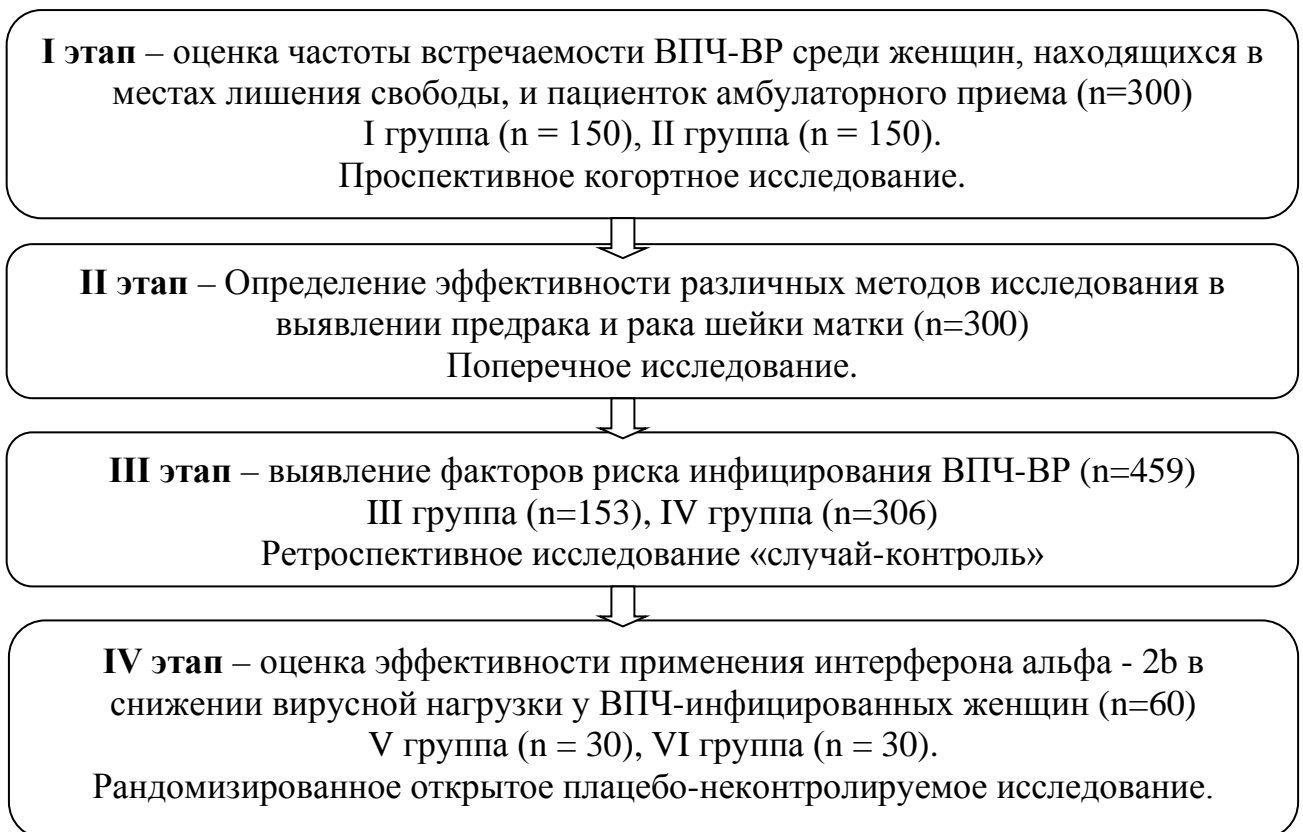 I этап – оценка частоты встречаемости ВПЧ-ВР среди женщин, находящихся в
местах лишения свободы, и пациенток амбулаторного приема (n=300)
I группа (n = 150), II группа (n = 150).
Проспективное когортное исследование.
II этап – Определение эффективности различных методов исследования в
выявлении предрака и рака шейки матки (n=300)
Поперечное исследование.
III этап – выявление факторов риска инфицирования ВПЧ-ВР (n=459)
III группа (n=153), IV группа (n=306)
Ретроспективное исследование «случай-контроль»
IV этап – оценка эффективности применения интерферона альфа - 2b в
снижении вирусной нагрузки у ВПЧ-инфицированных женщин (n=60)
V группа (n = 30), VI группа (n = 30).
Рандомизированное открытое плацебо-неконтролируемое исследование.